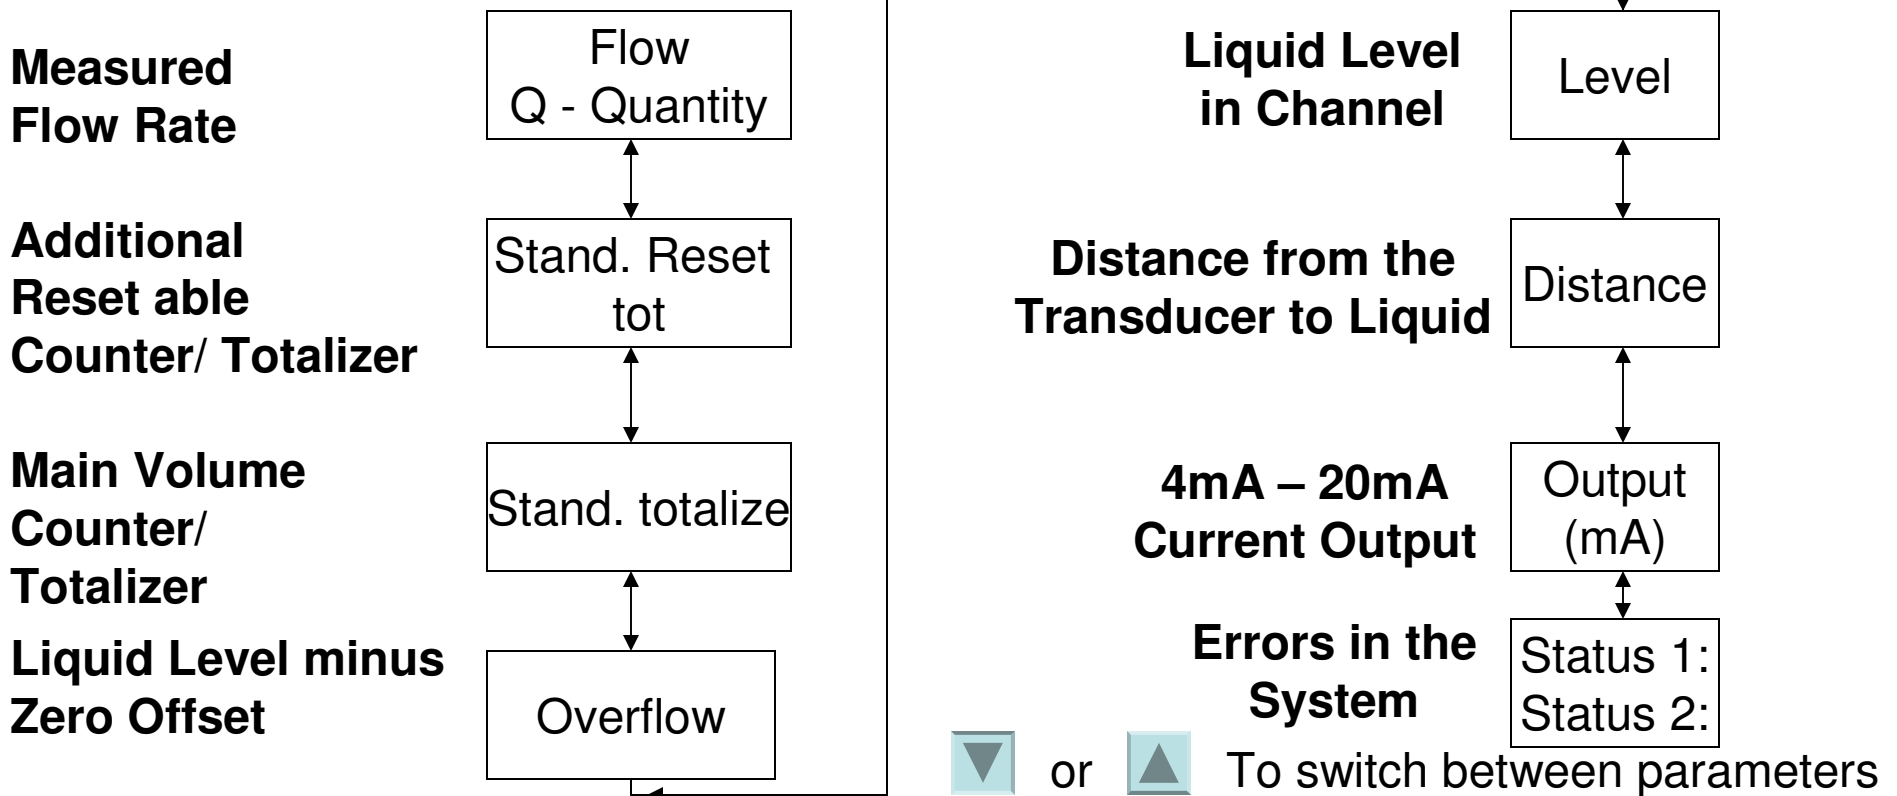 Measured
Flow Rate
Flow
Q - Quantity
Additional
Reset able
Counter/ Totalizer
Stand. Reset
tot
Main Volume
Counter/
Totalizer
Stand. totalize
Liquid Level minus
Zero Offset
Overflow
Liquid Level
in Channel
Level
Distance from the
Transducer to Liquid
Distance
4mA – 20mA
Current Output
Output
(mA)
Errors in the
System
Status 1:
Status 2:
or To switch between parameters